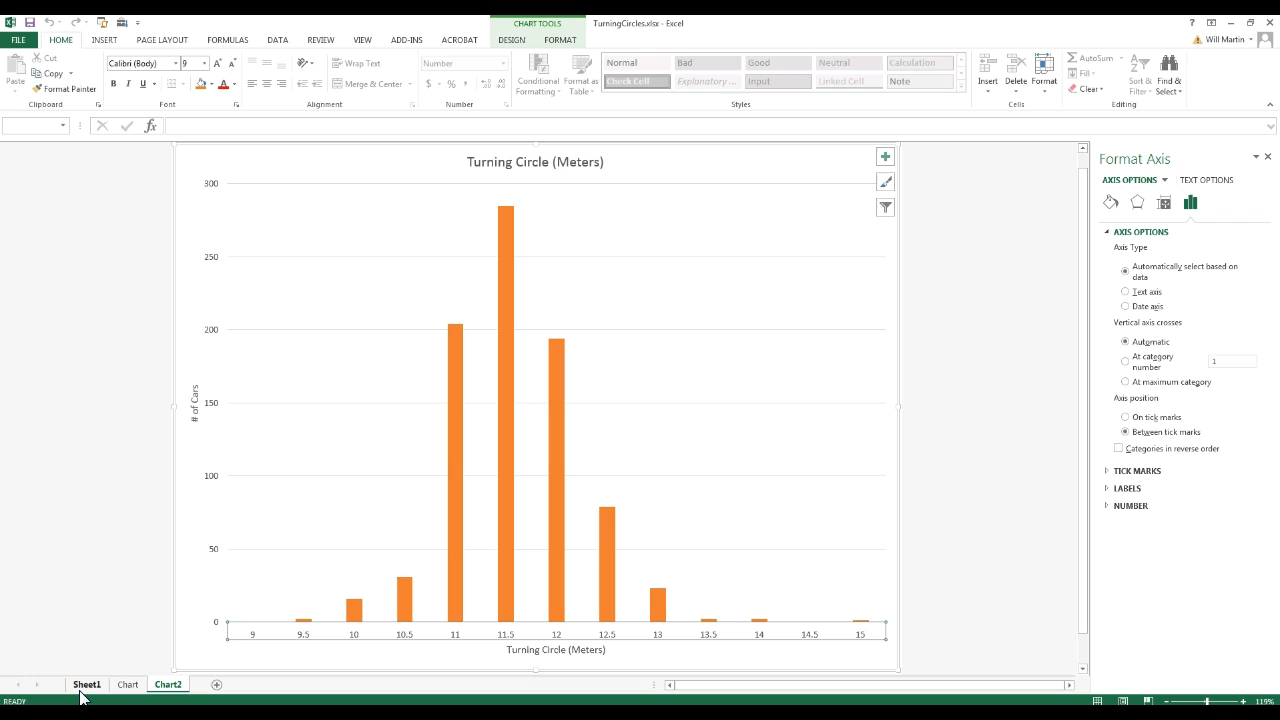 CHART TOOLS
TurningCircles.xlsx - Excel
FILE HOME INSERT PAGE LAYOUT FORMULAS DATA REVIEW VIEW ADD-INS ACROBAT DESIGN FORMAT Will Martin
Paste
Cut
Copy
Format Painter
Clipboard
Calibri (Body) 9
B I U
Font
Wrap Text
Merge & Center
Alignment
Number
$ % ,
Number
Conditional Formatting
Format as Table
Normal Bad Good Neutral Calculation
Check Cell Explanatory ... Input Linked Cell Note
Styles
Insert Delete Format
Cells
AutoSum
Fill
Clear
Sort & Filter
Find & Select
Editing
fx
Turning Circle (Meters)
300
250
200
150
100
50
0
# of Cars
9 9.5 10 10.5 11 11.5 12 12.5 13 13.5 14 14.5 15
Turning Circle (Meters)
Format Axis
AXIS OPTIONS TEXT OPTIONS
AXIS OPTIONS
Axis Type
Automatically select based on
data
Text axis
Date axis
Vertical axis crosses
Automatic
At category
number
1
At maximum category
Axis position
On tick marks
Between tick marks
Categories in reverse order
TICK MARKS
LABELS
NUMBER
Sheet1 Chart Chart2
READY
119%